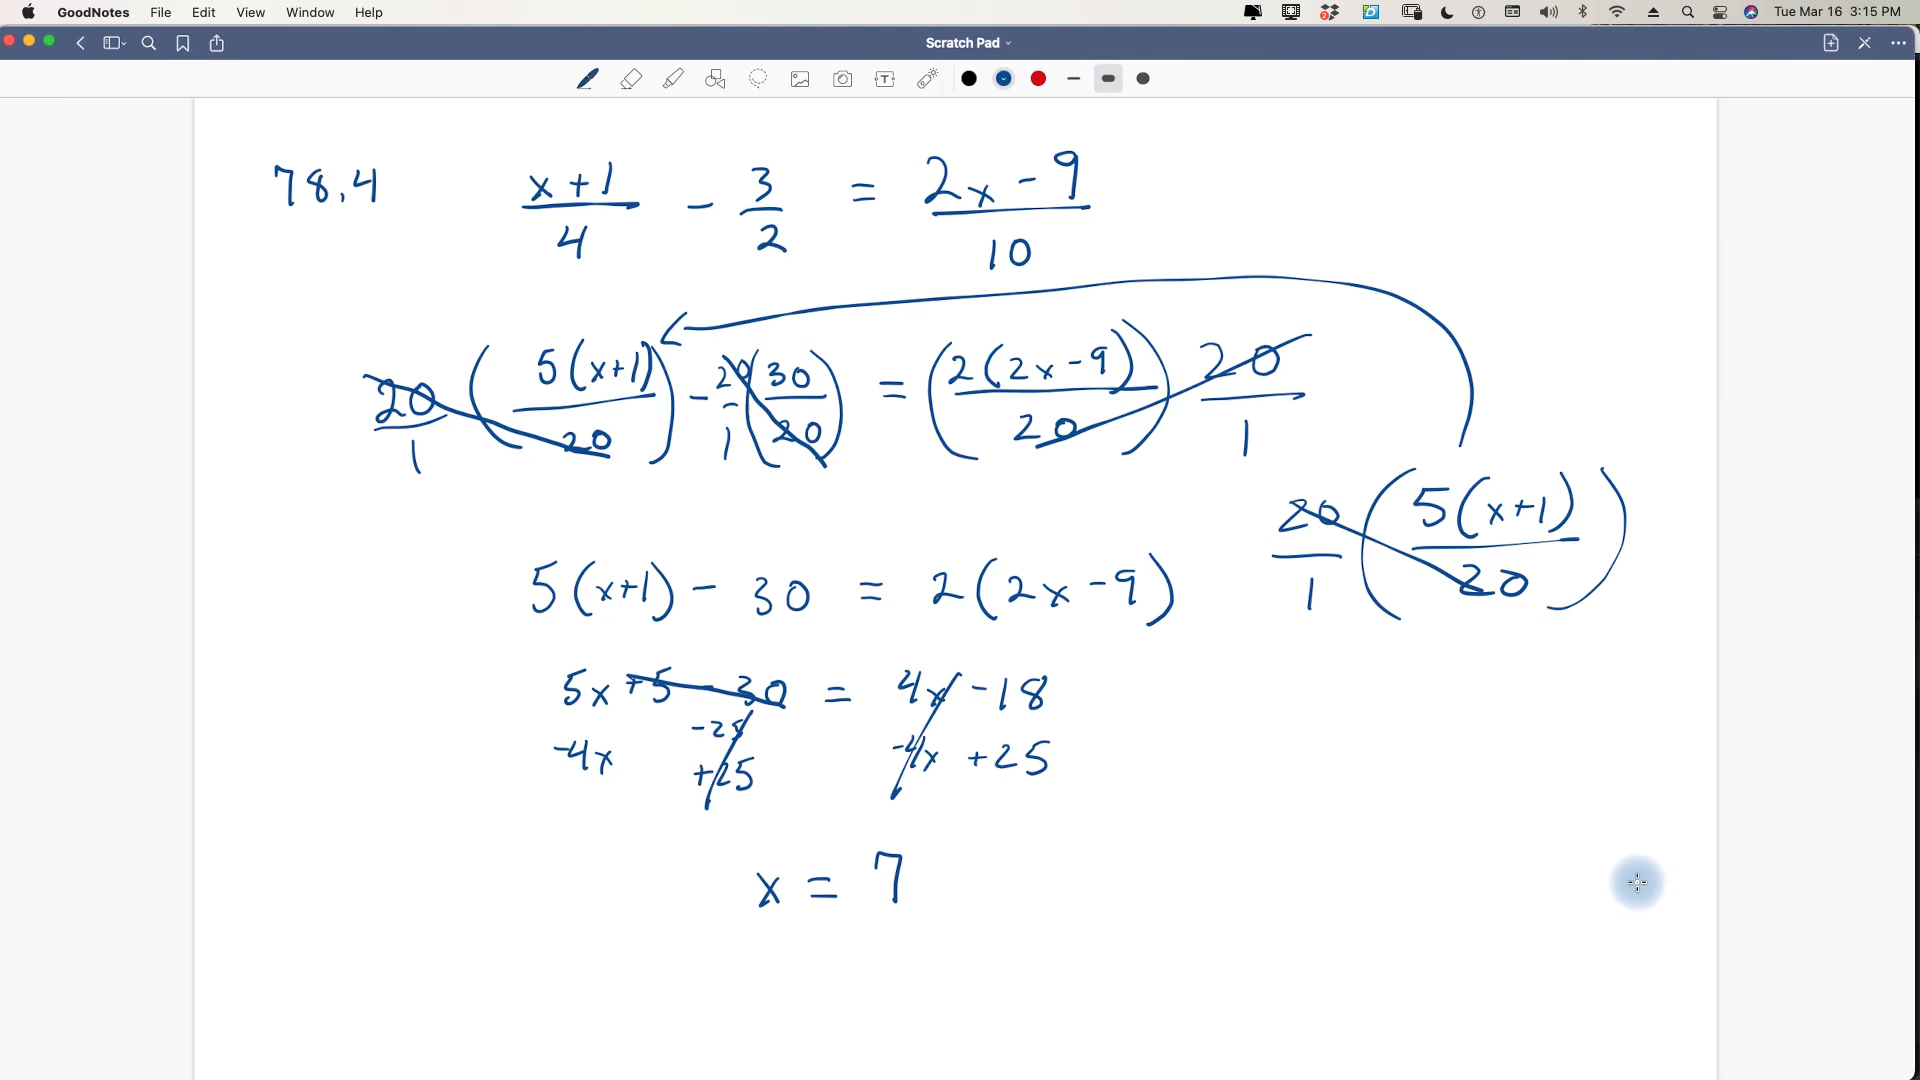 GoodNotes File Edit View Window Help Tue Mar 16 3:15 PM
Scratch Pad
78.4 x+1/4 - 3/2 = 2x-9/10
20/1 (5(x+1)/20) - 20/1 (30/20) = (2(2x-9)/20) 20/1
20/1 (5(x+1)/20)
5(x+1) - 30 = 2(2x-9)
5x +5 - 30 = 4x -18
-25
-4x +25 -4x +25
x = 7